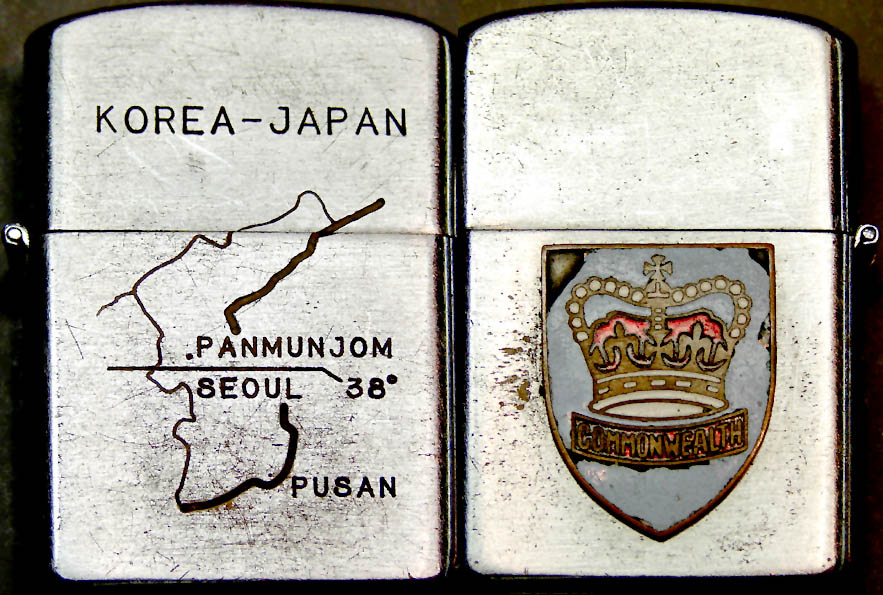 KOREA-JAPAN
.PANMUNJOM
SEOUL 38°
PUSAN
COMMONWEALTH